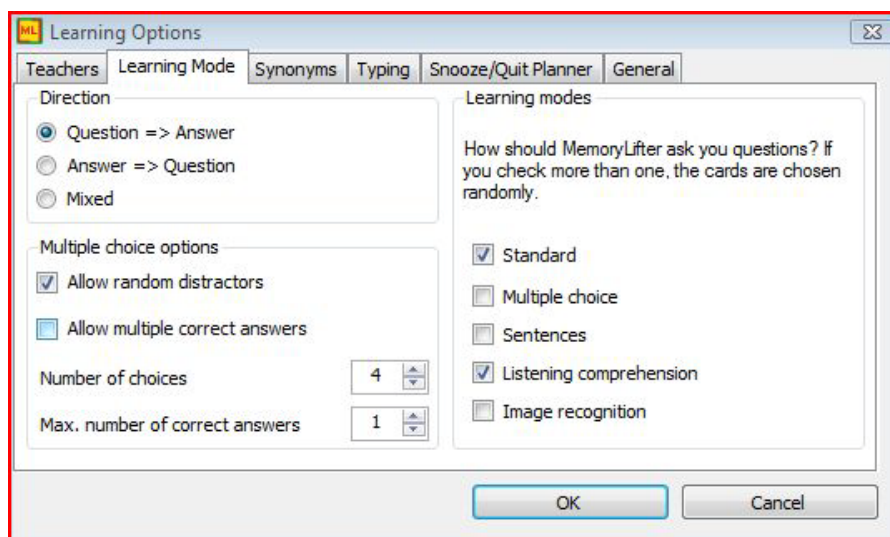 ML Learning Options
Teachers Learning Mode Synonyms Typing Snooze/Quit Planner General
Direction
Question => Answer
Answer => Question
Mixed
Multiple choice options
Allow random distractors
Allow multiple correct answers
Number of choices 4
Max. number of correct answers 1
Learning modes
How should MemoryLifter ask you questions? If
you check more than one, the cards are chosen
randomly.
Standard
Multiple choice
Sentences
Listening comprehension
Image recognition
OK Cancel